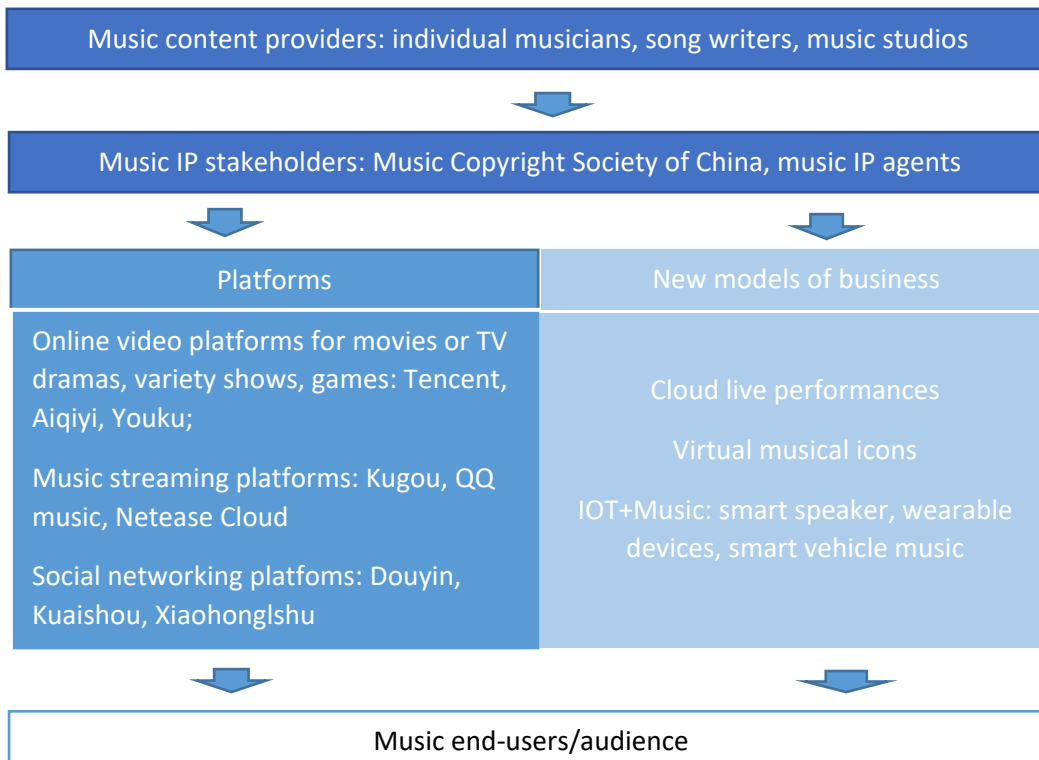 Music content providers: individual musicians, song writers, music studios
Music IP stakeholders: Music Copyright Society of China, music IP agents
Platforms
Online video platforms for movies or TV
dramas, variety shows, games: Tencent,
Aiqiyi, Youku;
Music streaming platforms: Kugou, QQ
music, Netease Cloud
Social networking platfoms: Douyin,
Kuaishou, Xiaohonglshu
New models of business
Cloud live performances
Virtual musical icons
IOT+Music: smart speaker, wearable
devices, smart vehicle music
Music end-users/audience